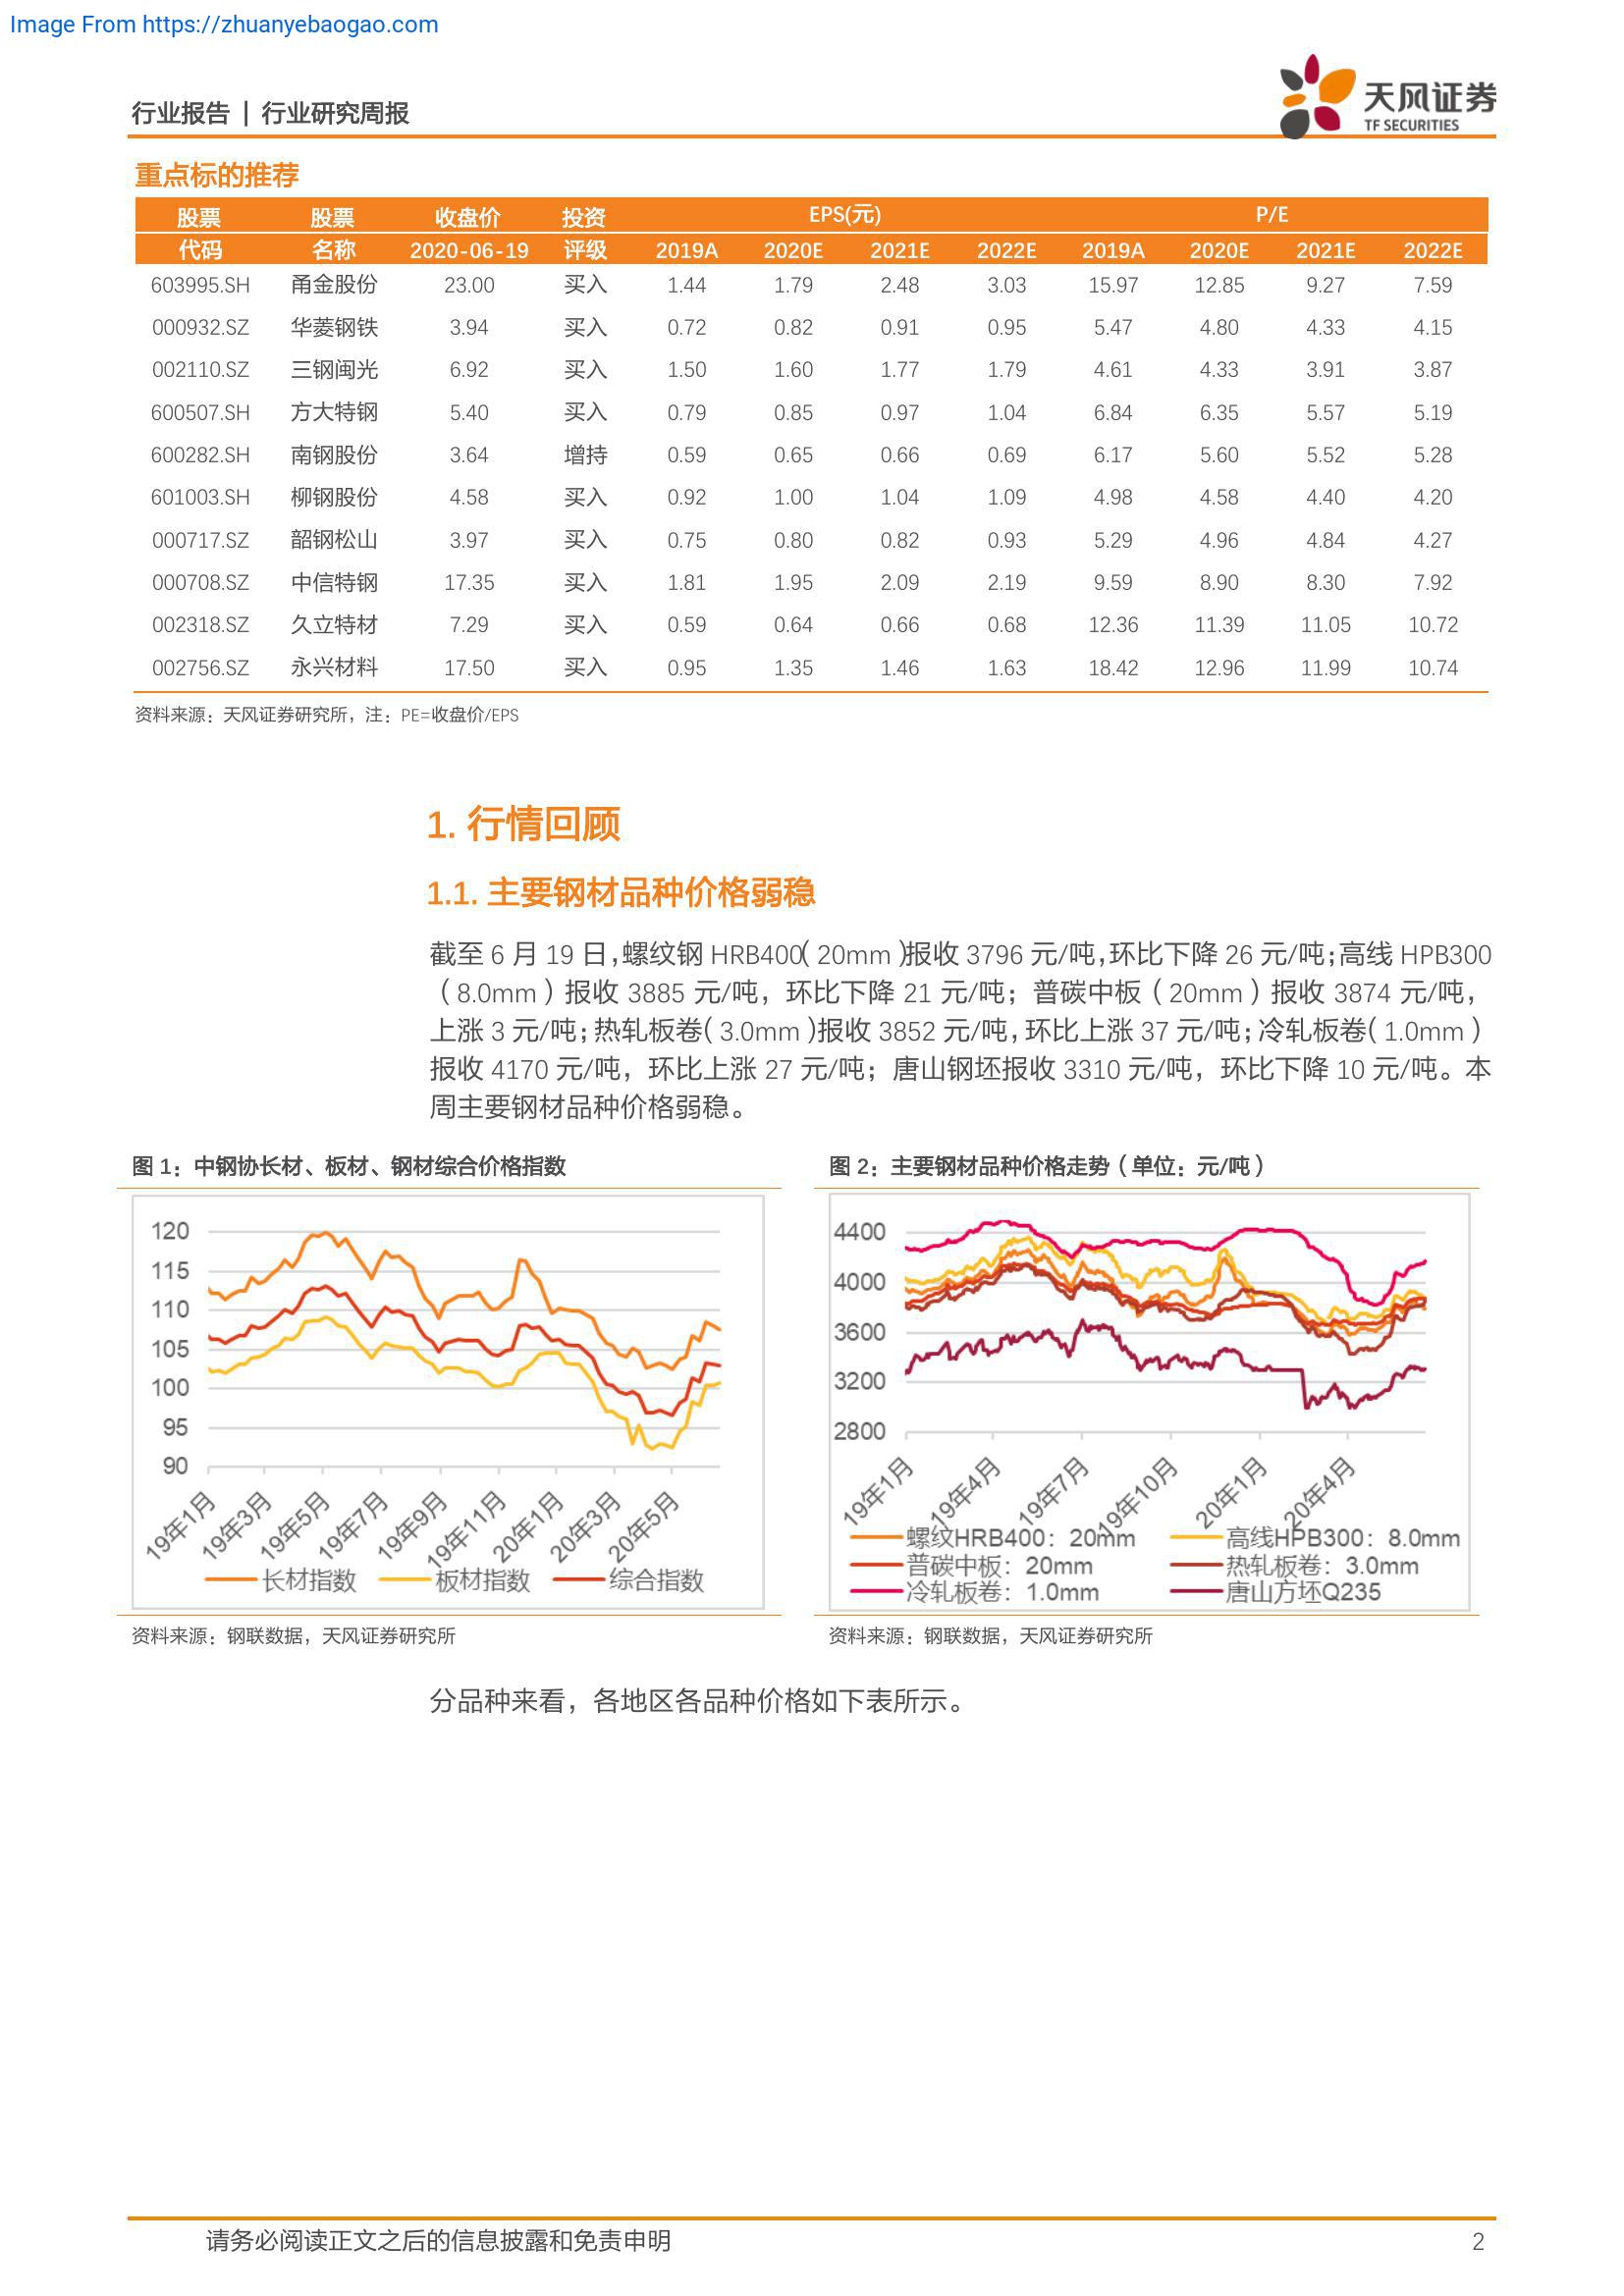 Image From https://zhuanyebaogao.com
行业报告 | 行业研究周报
天风证券
TF SECURITIES
重点标的推荐
股票 股票 收盘价 投资 EPS(元) P/E
代码 名称 2020-06-19 评级 2019A 2020E 2021E 2022E 2019A 2020E 2021E 2022E
603995.SH 甬金股份 23.00 买入 1.44 1.79 2.48 3.03 15.97 12.85 9.27 7.59
000932.SZ 华菱钢铁 3.94 买入 0.72 0.82 0.91 0.95 5.47 4.80 4.33 4.15
002110.SZ 三钢闽光 6.92 买入 1.50 1.60 1.77 1.79 4.61 4.33 3.91 3.87
600507.SH 方大特钢 5.40 买入 0.79 0.85 0.97 1.04 6.84 6.35 5.57 5.19
600282.SH 南钢股份 3.64 增持 0.59 0.65 0.66 0.69 6.17 5.60 5.52 5.28
601003.SH 柳钢股份 4.58 买入 0.92 1.00 1.04 1.09 4.98 4.58 4.40 4.20
000717.SZ 韶钢松山 3.97 买入 0.75 0.80 0.82 0.93 5.29 4.96 4.84 4.27
000708.SZ 中信特钢 17.35 买入 1.81 1.95 2.09 2.19 9.59 8.90 8.30 7.92
002318.SZ 久立特材 7.29 买入 0.59 0.64 0.66 0.68 12.36 11.39 11.05 10.72
002756.SZ 永兴材料 17.50 买入 0.95 1.35 1.46 1.63 18.42 12.96 11.99 10.74
资料来源：天风证券研究所，注：PE=收盘价/EPS
1. 行情回顾
1.1. 主要钢材品种价格弱稳
截至 6 月 19 日，螺纹钢 HRB400（20mm）报收 3796 元/吨，环比下降 26 元/吨；高线 HPB300
（8.0mm）报收 3885 元/吨，环比下降 21 元/吨；普碳中板（20mm）报收 3874 元/吨，
上涨 3 元/吨；热轧板卷（3.0mm）报收 3852 元/吨，环比上涨 37 元/吨；冷轧板卷（1.0mm）
报收 4170 元/吨，环比上涨 27 元/吨；唐山钢坯报收 3310 元/吨，环比下降 10 元/吨。本
周主要钢材品种价格弱稳。
图 1：中钢协长材、板材、钢材综合价格指数
120
115
110
105
100
95
90
19年1月 19年3月 19年5月 19年7月 19年9月 19年11月 20年1月 20年3月 20年5月
长材指数 板材指数 综合指数
资料来源：钢联数据，天风证券研究所
图 2：主要钢材品种价格走势（单位：元/吨）
4400
4000
3600
3200
2800
19年1月 19年4月 19年7月 19年10月 20年1月 20年4月
螺纹HRB400：20mm 高线HPB300：8.0mm
普碳中板：20mm 热轧板卷：3.0mm
冷轧板卷：1.0mm 唐山方坯Q235
资料来源：钢联数据，天风证券研究所
分品种来看，各地区各品种价格如下表所示。
请务必阅读正文之后的信息披露和免责申明 2